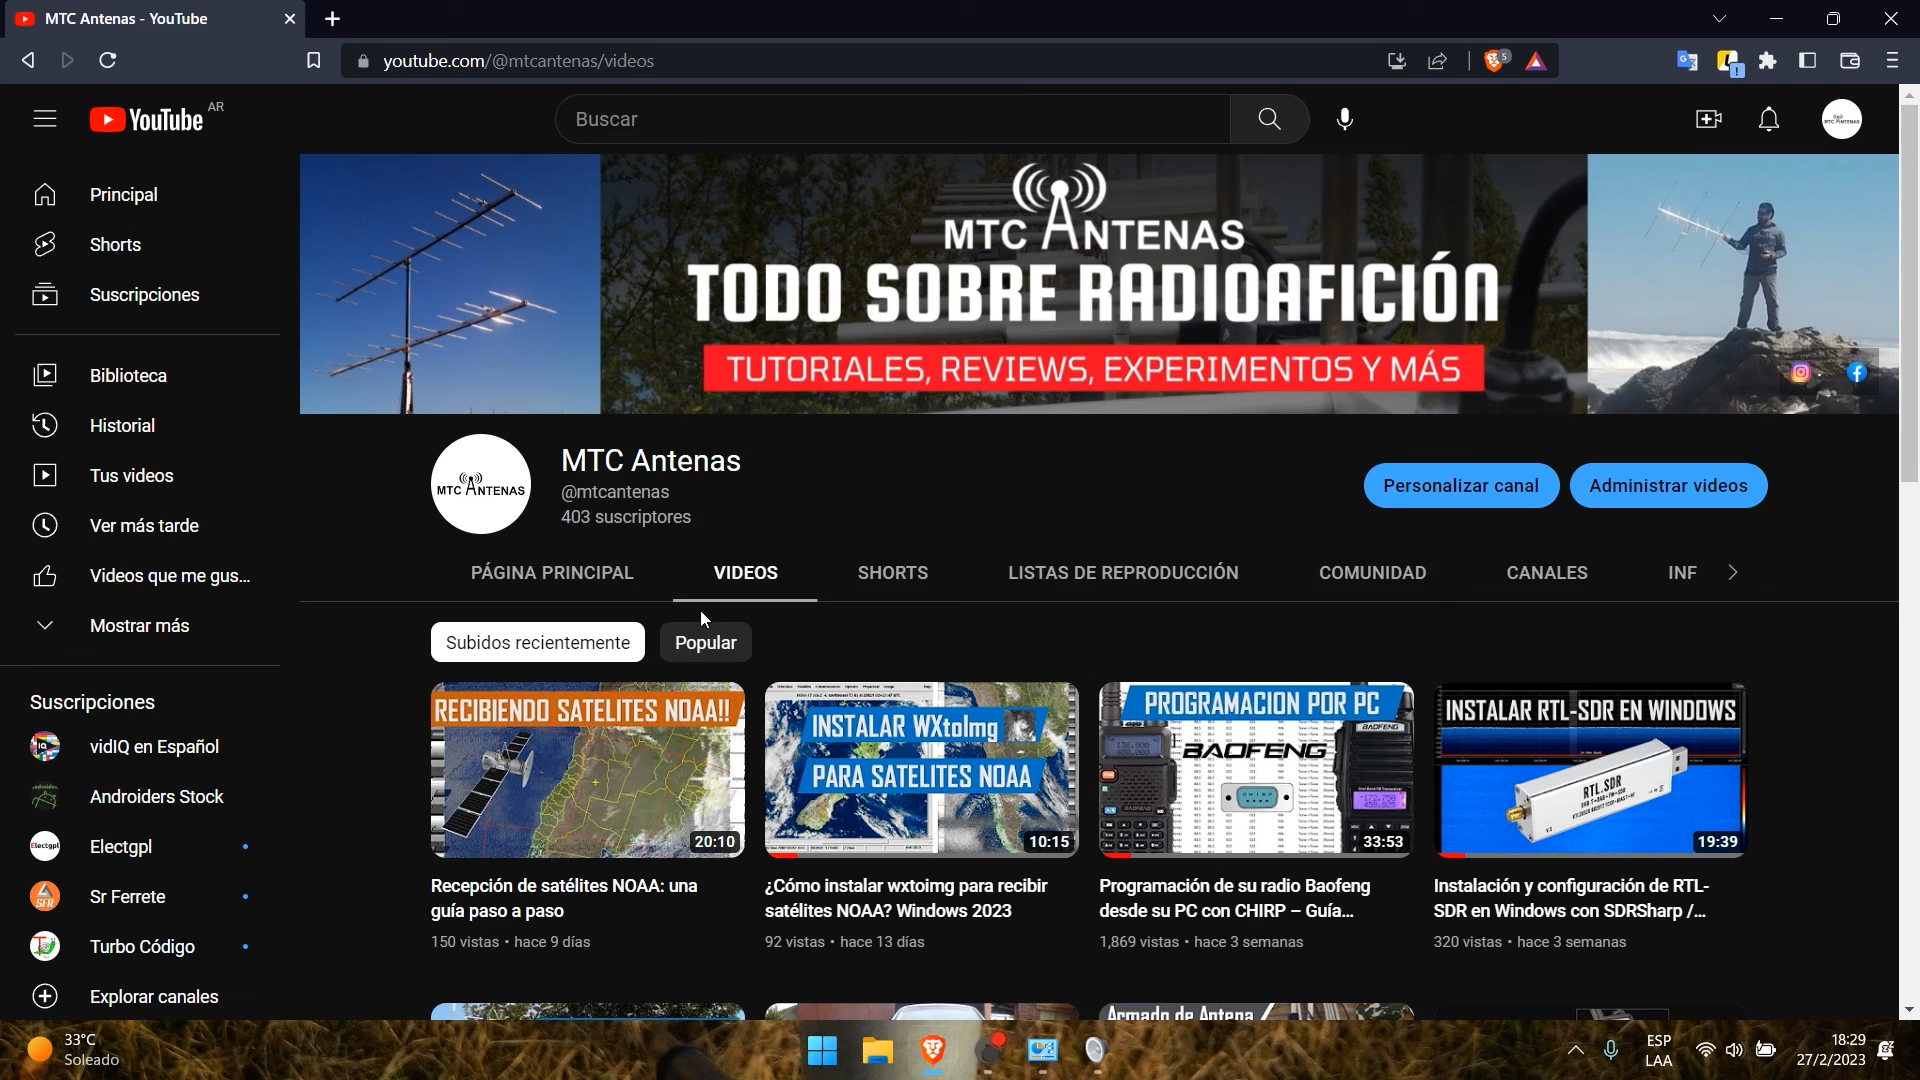 MTC Antenas - YouTube
youtube.com/@mtcantenas/videos
5
YouTube AR
Buscar
MTC ANTENAS
Principal
Shorts
Suscripciones
Biblioteca
Historial
Tus videos
Ver más tarde
Videos que me gus...
Mostrar más
Suscripciones
vidIQ en Español
Androiders Stock
Electgpl
Sr Ferrete
Turbo Código
Explorar canales
MTC ANTENAS
TODO SOBRE RADIOAFICIÓN
TUTORIALES, REVIEWS, EXPERIMENTOS Y MÁS
MTC ANTENAS
MTC Antenas
@mtcantenas
403 suscriptores
Personalizar canal
Administrar videos
PÁGINA PRINCIPAL
VIDEOS
SHORTS
LISTAS DE REPRODUCCIÓN
COMUNIDAD
CANALES
INF
Subidos recientemente
Popular
RECIBIENDO SATELITES NOAA!!
20:10
Recepción de satélites NOAA: una
guía paso a paso
150 vistas • hace 9 días
INSTALAR WXtoImg
PARA SATELITES NOAA
10:15
¿Cómo instalar wxtoimg para recibir
satélites NOAA? Windows 2023
92 vistas • hace 13 días
PROGRAMACION POR PC
BAOFENG
BAOFENG
33:53
Programación de su radio Baofeng
desde su PC con CHIRP – Guía...
1,869 vistas • hace 3 semanas
INSTALAR RTL-SDR EN WINDOWS
RTL.SDR
19:39
Instalación y configuración de RTL-
SDR en Windows con SDRSharp /...
320 vistas • hace 3 semanas
Armado de Antena
33°C
Soleado
ESP
LAA
18:29
27/2/2023